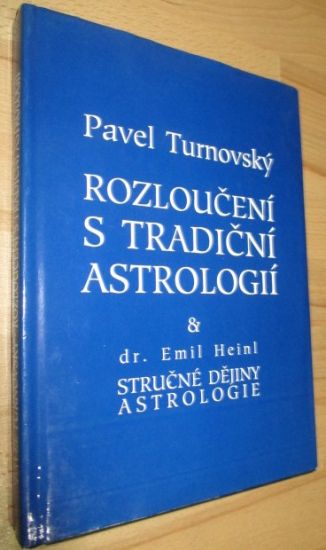 Pavel Turnovský
ROZLOUČENÍ
S TRADIČNÍ
ASTROLOGIÍ
&
dr. Emil Heinl
STRUČNÉ DĚJINY
ASTROLOGIE